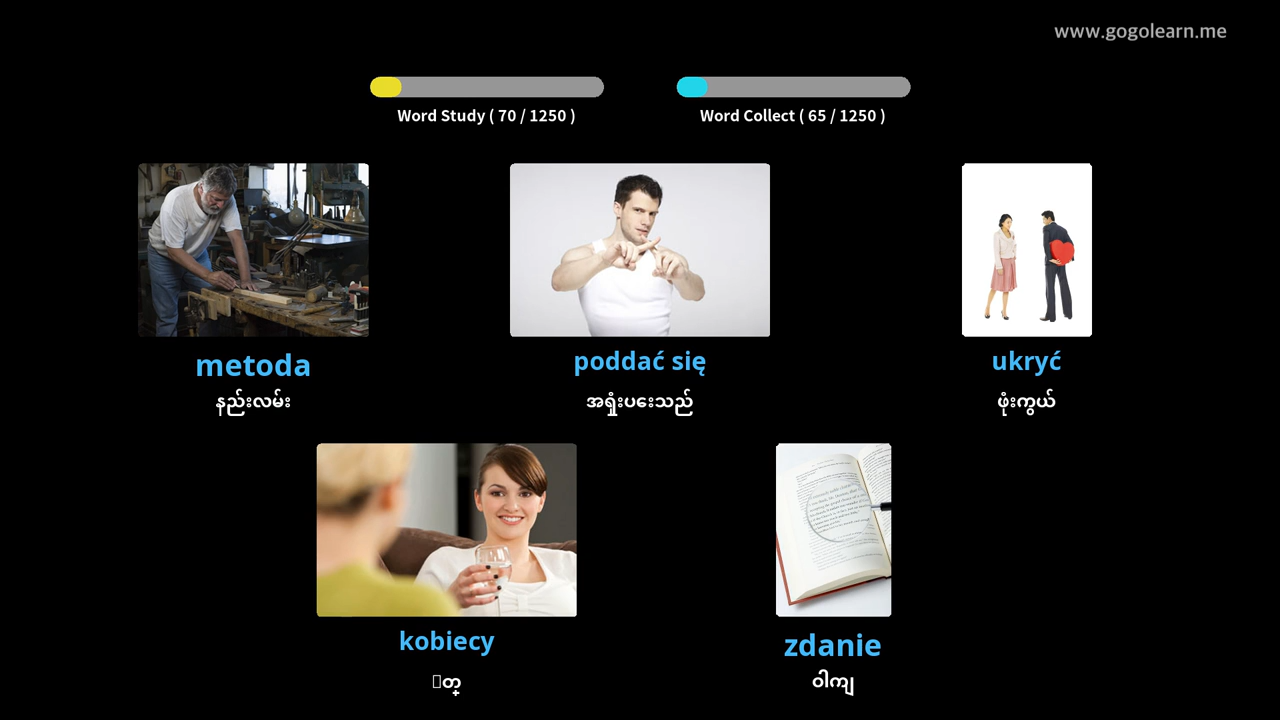 www.gogolearn.me
Word Study ( 70 / 1250 )
Word Collect ( 65 / 1250 )
metoda
poddać się
ukryć
နည်းလမ်း
အရှုံးပေးသည်
ဖုံးကွယ်
kobiecy
zdanie
ဝါကျ